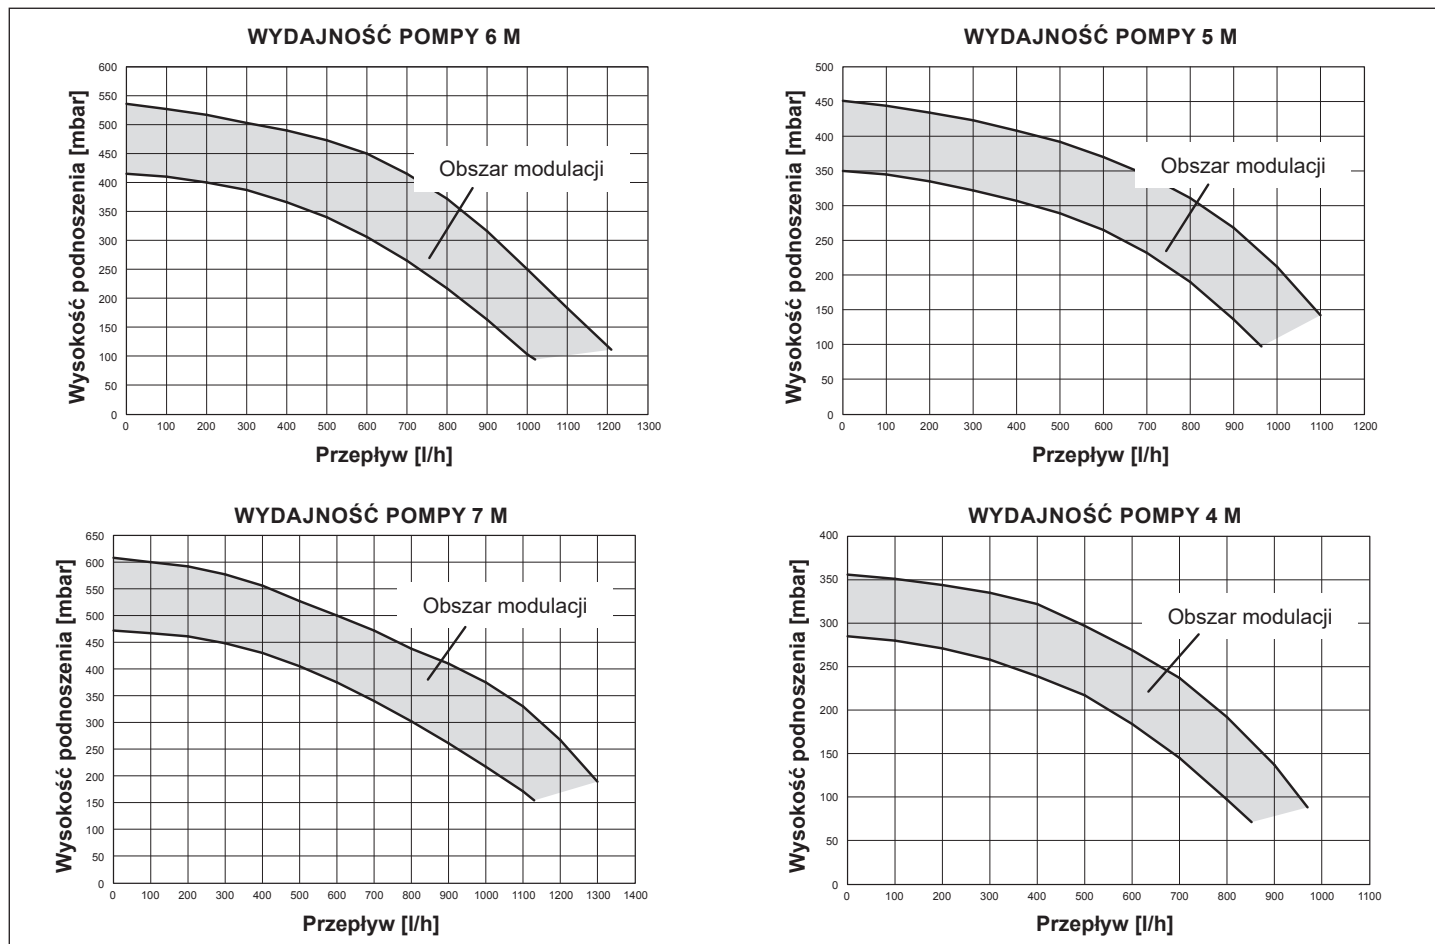 WYDAJNOŚĆ POMPY 6 M
Wysokość podnoszenia [mbar]
600
550
500
450
400
350
300
250
200
150
100
50
0
Obszar modulacji
0 100 200 300 400 500 600 700 800 900 1000 1100 1200 1300
Przepływ [l/h]
WYDAJNOŚĆ POMPY 5 M
Wysokość podnoszenia [mbar]
500
450
400
350
300
250
200
150
100
50
0
Obszar modulacji
0 100 200 300 400 500 600 700 800 900 1000 1100 1200
Przepływ [l/h]
WYDAJNOŚĆ POMPY 7 M
Wysokość podnoszenia [mbar]
650
600
550
500
450
400
350
300
250
200
150
100
50
0
Obszar modulacji
0 100 200 300 400 500 600 700 800 900 1000 1100 1200 1300 1400
Przepływ [l/h]
WYDAJNOŚĆ POMPY 4 M
Wysokość podnoszenia [mbar]
400
350
300
250
200
150
100
50
0
Obszar modulacji
0 100 200 300 400 500 600 700 800 900 1000 1100
Przepływ [l/h]